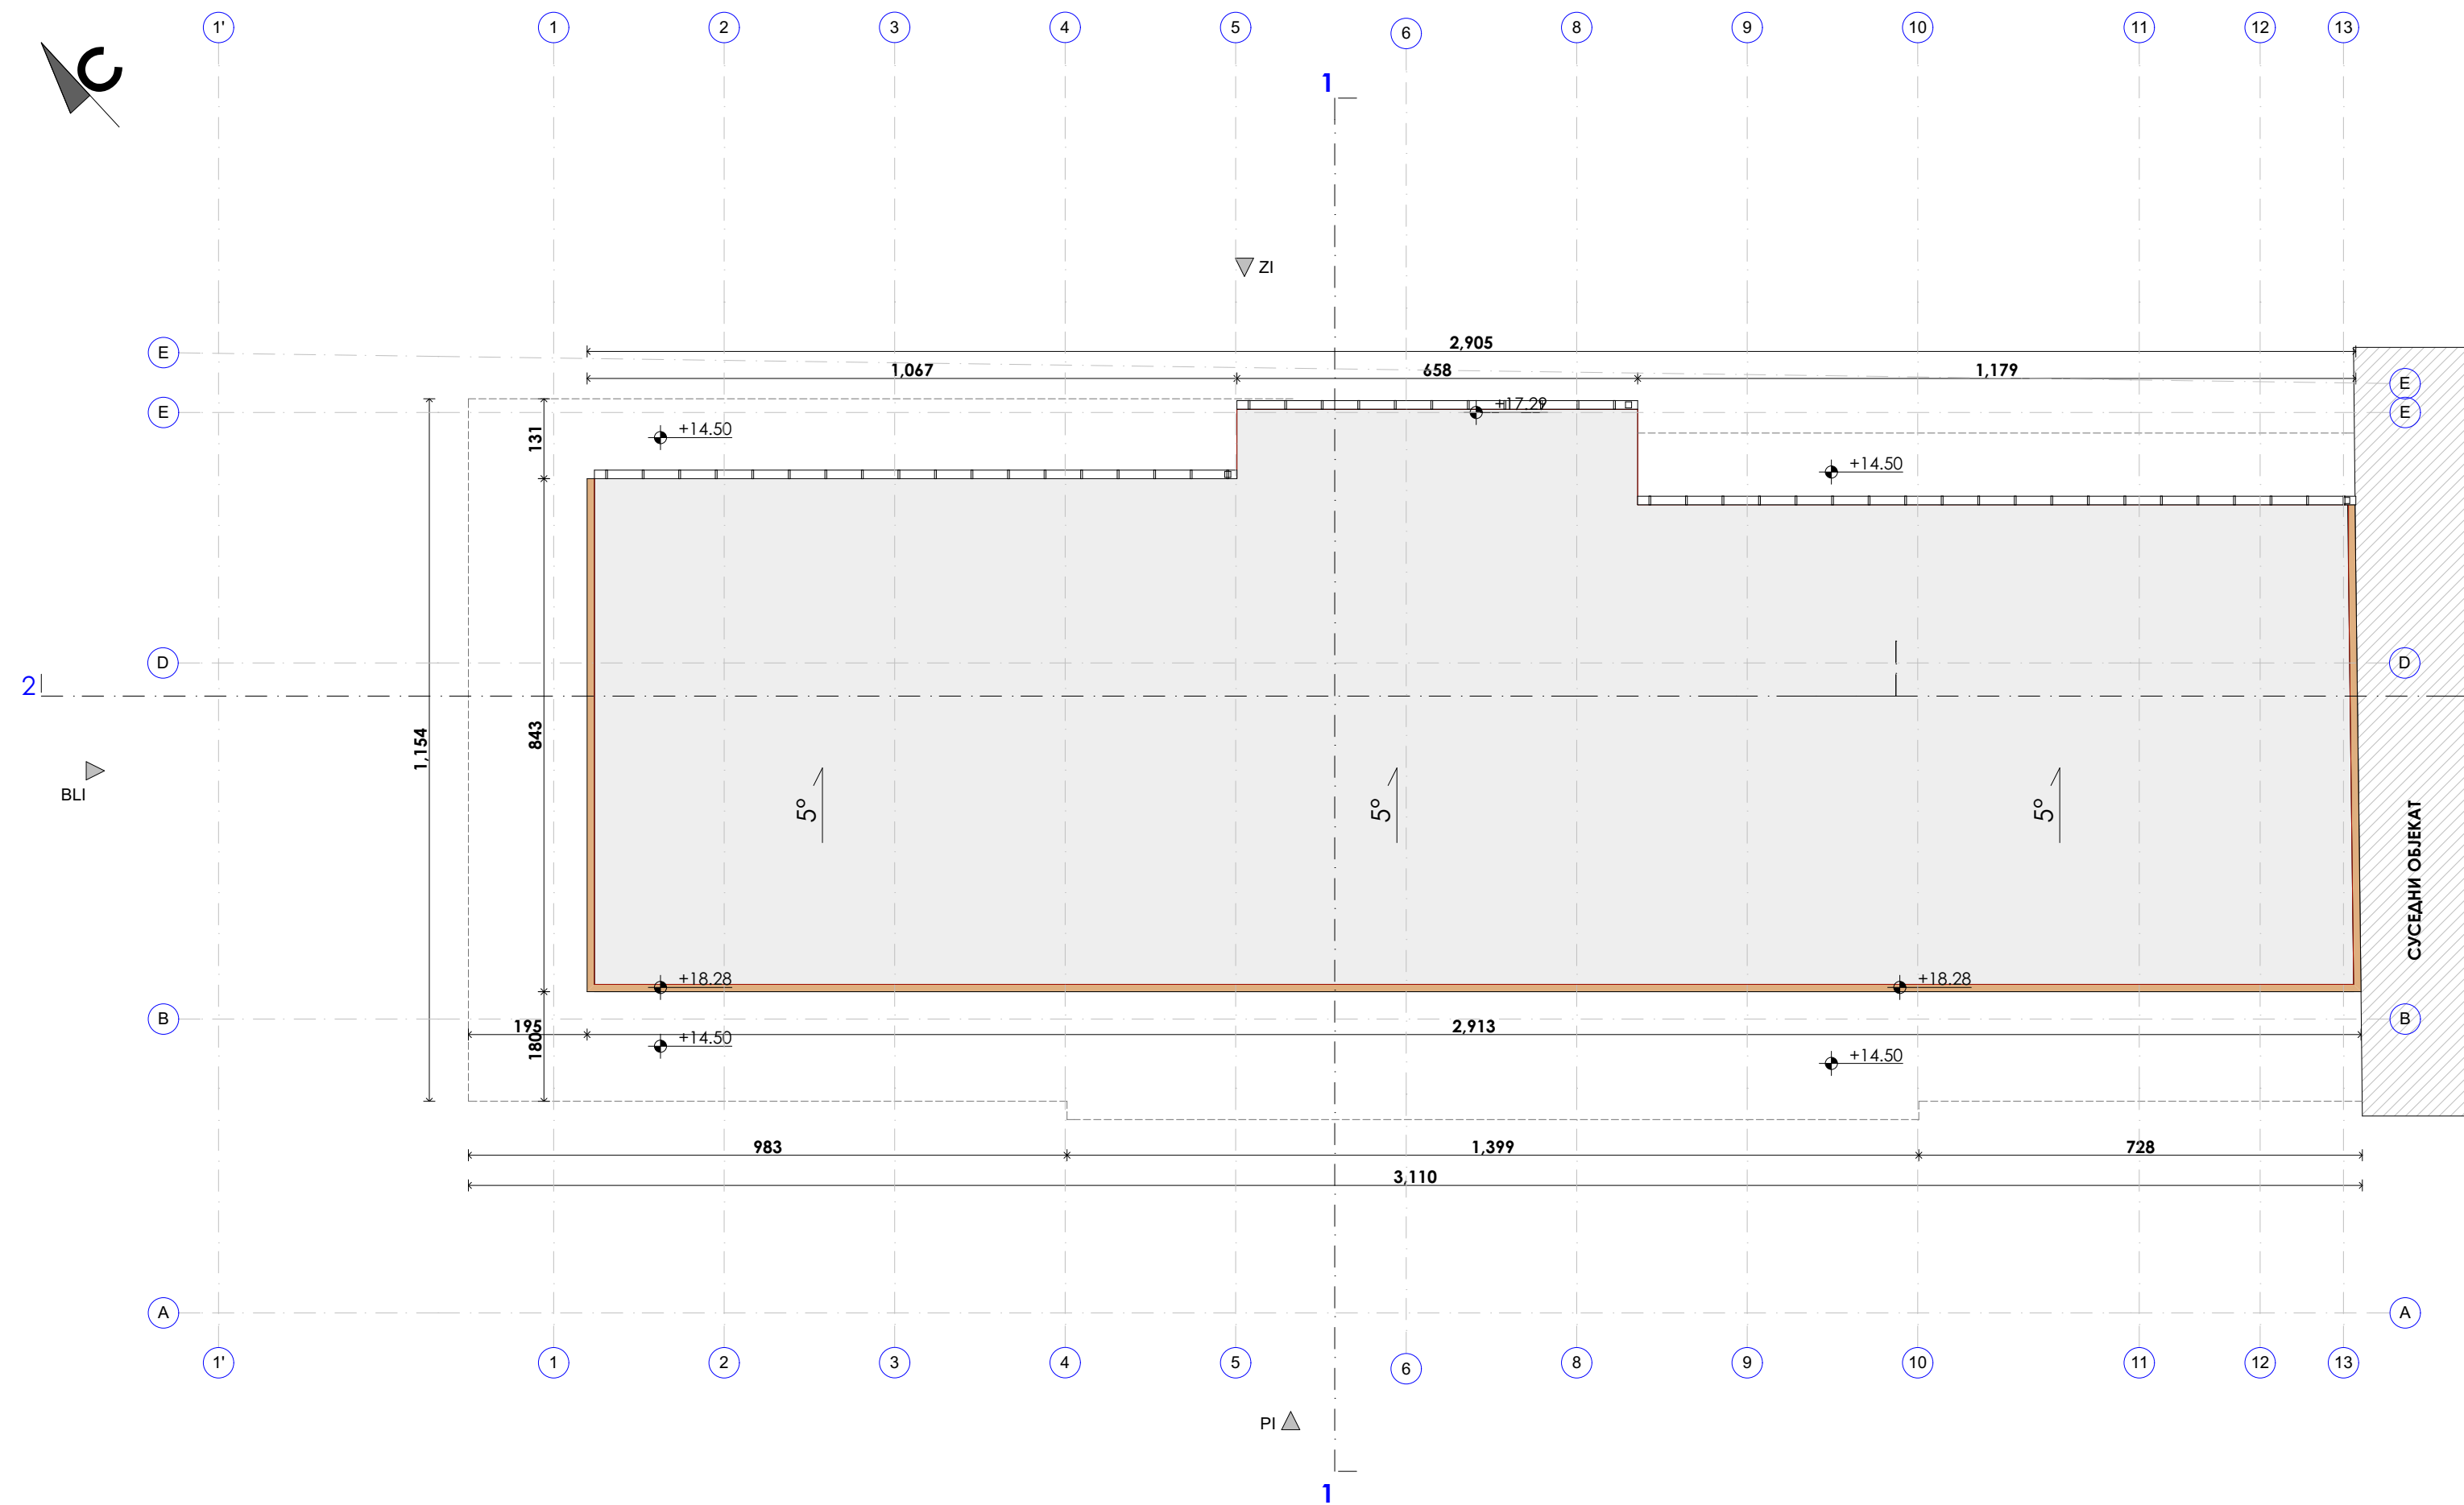 1' 1 2 3 4 5 6 8 9 10 11 12 13
C
1
ZI
E
2,905
1,067 658 1,179
E
E
E
+17.29
+14.50
131
+14.50
D D
2
1,154
843
BLI
5° 5° 5°
СУСЕДНИ ОБЈЕКАТ
+18.28 +18.28
B B
195 2,913
180
+14.50
+14.50
983 1,399 728
3,110
A A
1' 1 2 3 4 5 6 8 9 10 11 12 13
PI
1